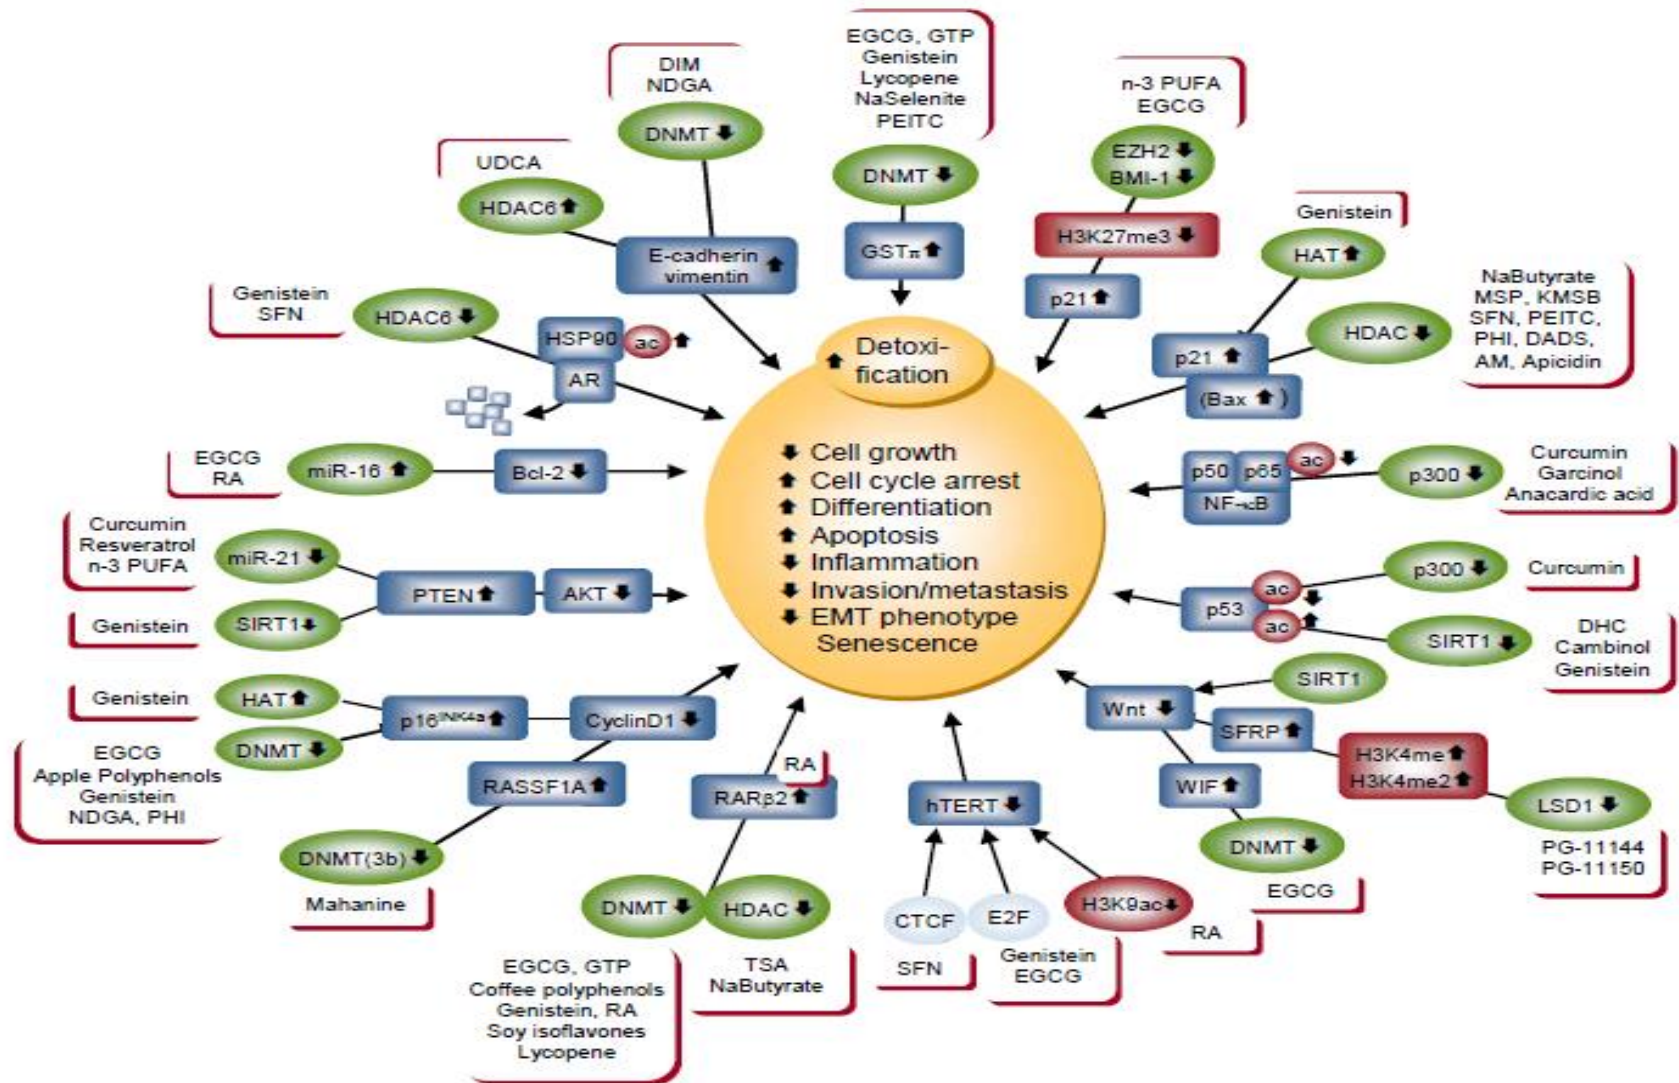 EGCG, GTP
Genistein
Lycopene
NaSelenite
PEITC
DNMT
GSTπ
DIM
NDGA
DNMT
UDCA
HDAC6
E-cadherin
vimentin
Genistein
SFN
HDAC6
HSP90
ac
AR
EGCG
RA
miR-16
Bcl-2
Curcumin
Resveratrol
n-3 PUFA
miR-21
PTEN
AKT
Genistein
SIRT1
Genistein
HAT
p16INK4a
CyclinD1
DNMT
EGCG
Apple Polyphenols
Genistein
NDGA, PHI
RASSF1A
DNMT(3b)
Mahanine
RA
RARβ2
DNMT
HDAC
EGCG, GTP
Coffee polyphenols
Genistein, RA
Soy isoflavones
Lycopene
TSA
NaButyrate
hTERT
CTCF
E2F
H3K9ac
SFN
Genistein
EGCG
RA
n-3 PUFA
EGCG
EZH2
BMI-1
H3K27me3
p21
Genistein
HAT
NaButyrate
MSP, KMSB
SFN, PEITC,
PHI, DADS,
AM, Apicidin
HDAC
p21
(Bax )
Curcumin
Garcinol
Anacardic acid
p300
ac
p50
p65
NF-κB
p300
Curcumin
ac
p53
ac
SIRT1
DHC
Cambinol
Genistein
SIRT1
Wnt
SFRP
H3K4me
H3K4me2
WIF
LSD1
PG-11144
PG-11150
DNMT
EGCG
Detoxi-
fication
Cell growth
Cell cycle arrest
Differentiation
Apoptosis
Inflammation
Invasion/metastasis
EMT phenotype
Senescence